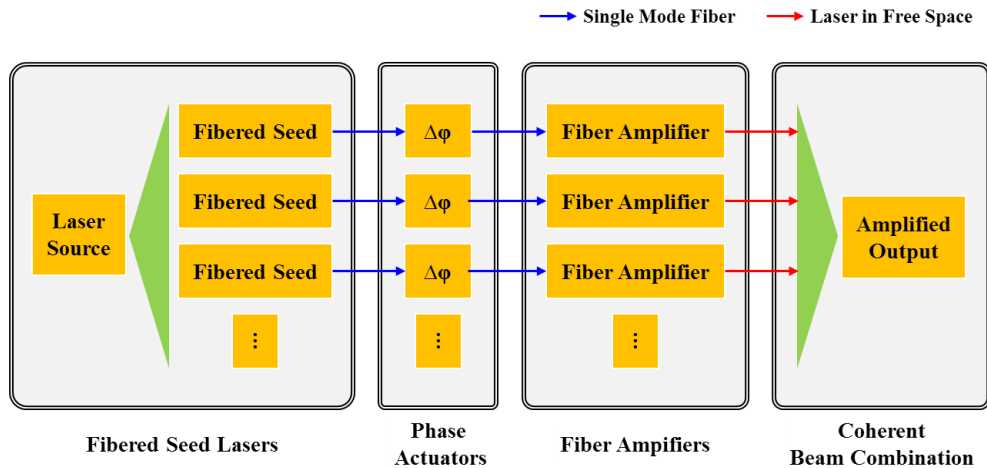 Single Mode Fiber
Laser in Free Space
Laser
Source
Fibered Seed
Δφ
Fiber Amplifier
Fibered Seed
Δφ
Fiber Amplifier
Fibered Seed
Δφ
Fiber Amplifier
⋮
⋮
⋮
Amplified
Output
Fibered Seed Lasers
Phase
Actuators
Fiber Ampifiers
Coherent
Beam Combination